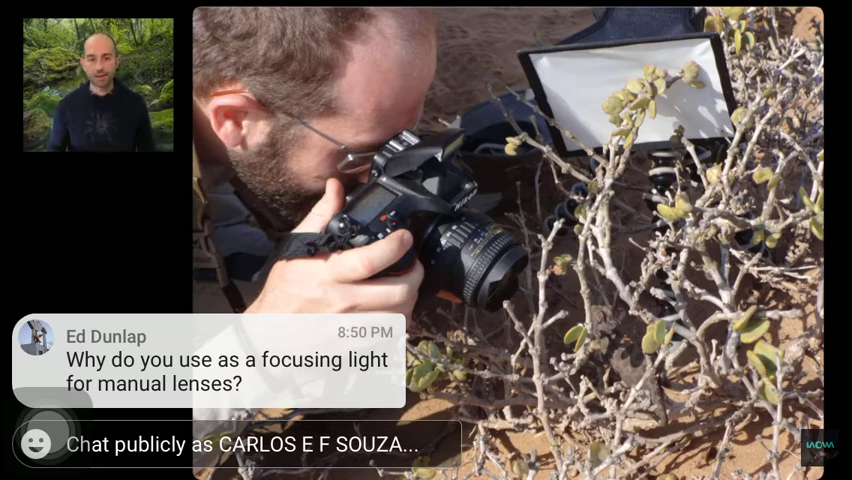 Ed Dunlap
8:50 PM
Why do you use as a focusing light
for manual lenses?
Chat publicly as CARLOS E F SOUZA...
LAOWA